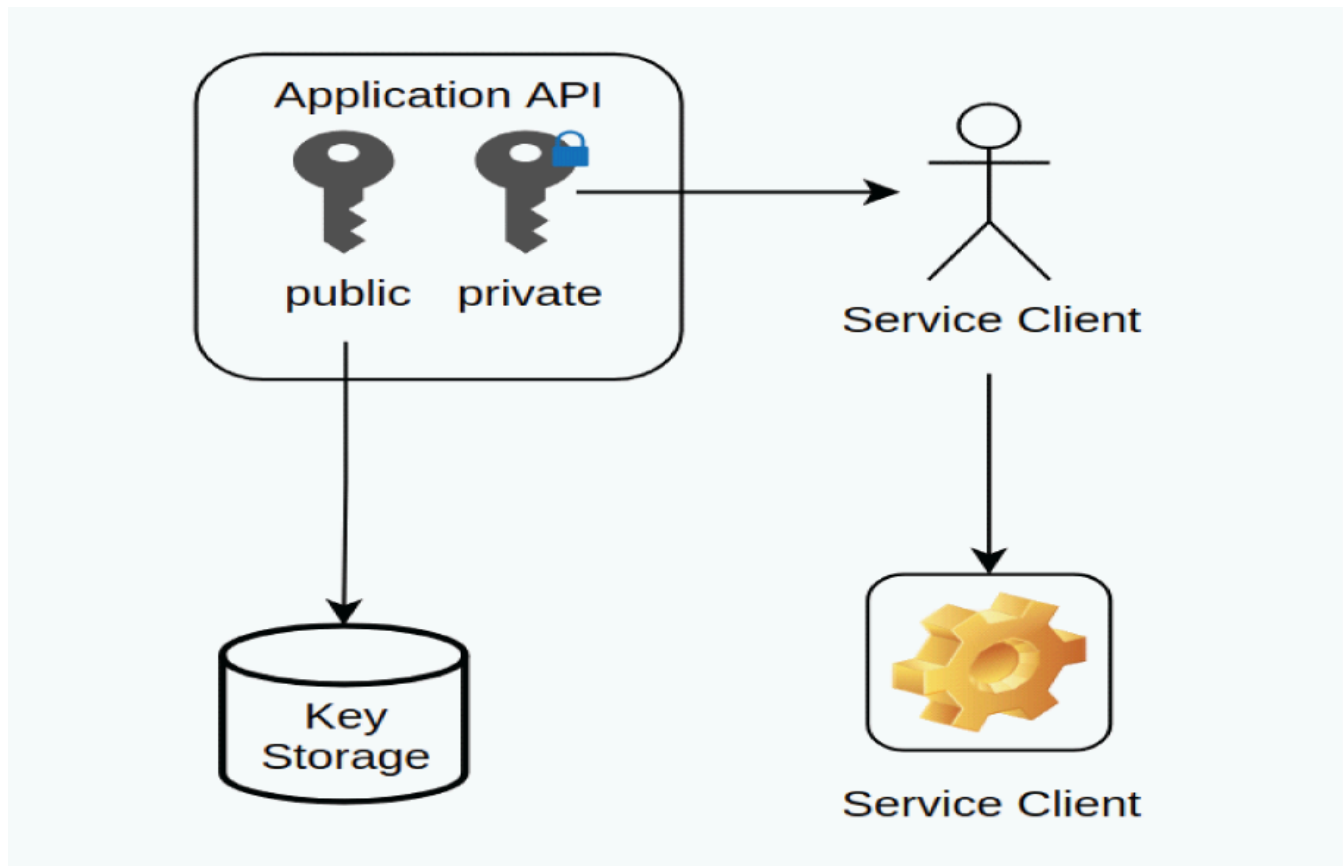 Application API
public private
Service Client
Key
Storage
Service Client